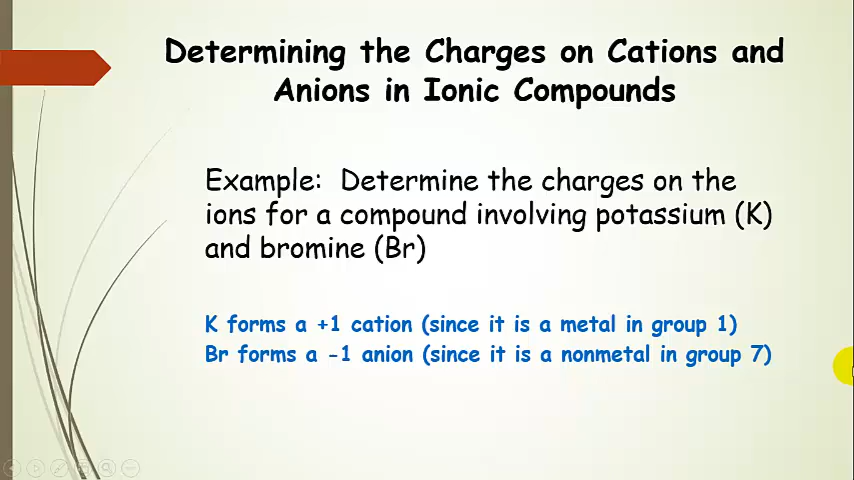 Determining the Charges on Cations and
Anions in Ionic Compounds
Example:  Determine the charges on the
ions for a compound involving potassium (K)
and bromine (Br)
K forms a +1 cation (since it is a metal in group 1)
Br forms a -1 anion (since it is a nonmetal in group 7)